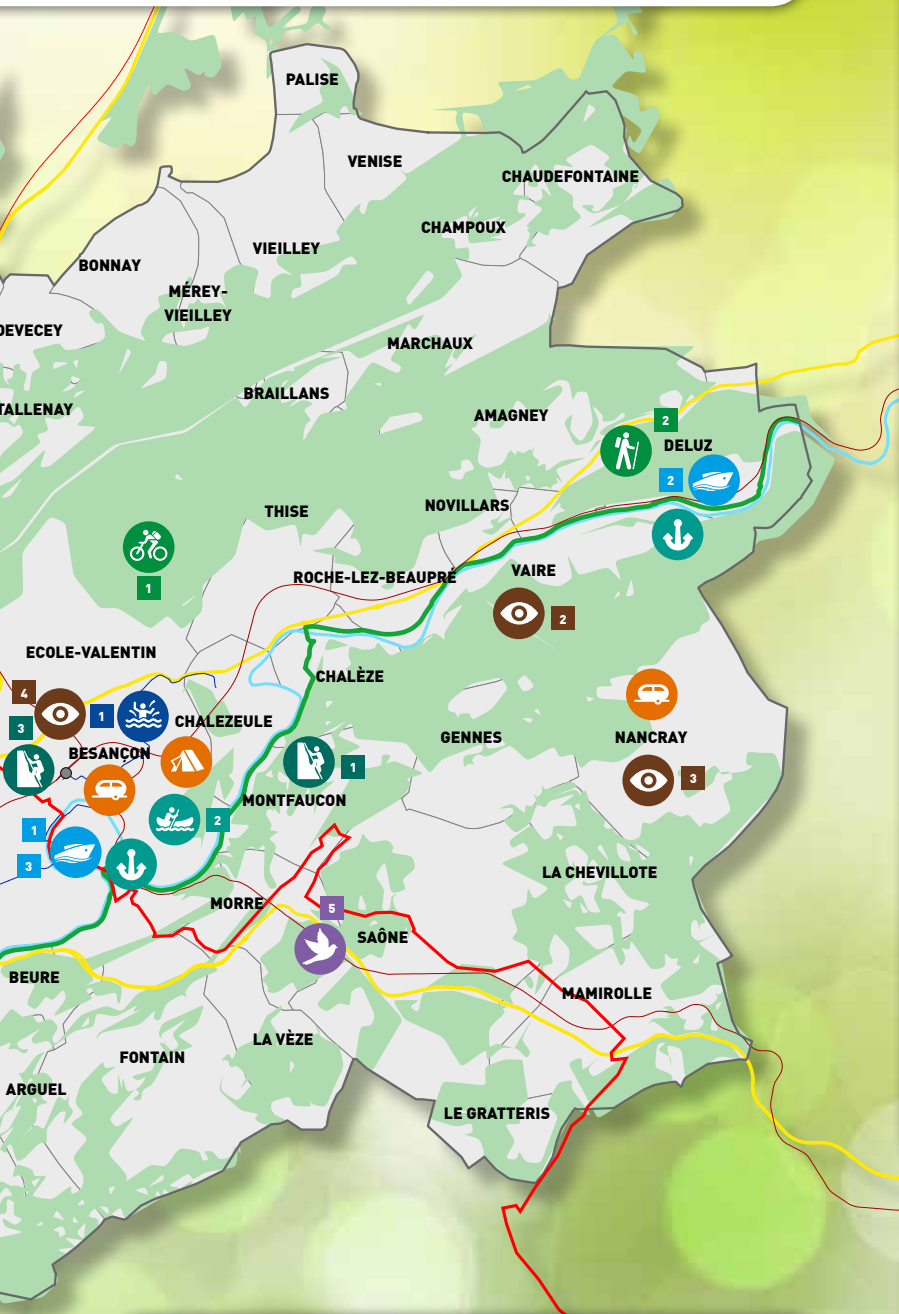 PALISE
VENISE
CHAUDEFONTAINE
CHAMPOUX
VIEILLEY
BONNAY
MÉREY-
VIEILLEY
DEVECEY
MARCHAUX
BRAILLANS
TALLENAY
AMAGNEY
2
DELUZ
2
NOVILLARS
THISE
1
ROCHE-LEZ-BEAUPRÉ
VAIRE
2
ECOLE-VALENTIN
CHALÈZE
4
1
CHALEZEULE
3
GENNES
NANCRAY
BESANÇON
1
3
MONTFAUCON
2
1
3
LA CHEVILLOTE
MORRE
5
SAÔNE
BEURE
MAMIROLLE
LA VÈZE
FONTAIN
ARGUEL
LE GRATTERIS